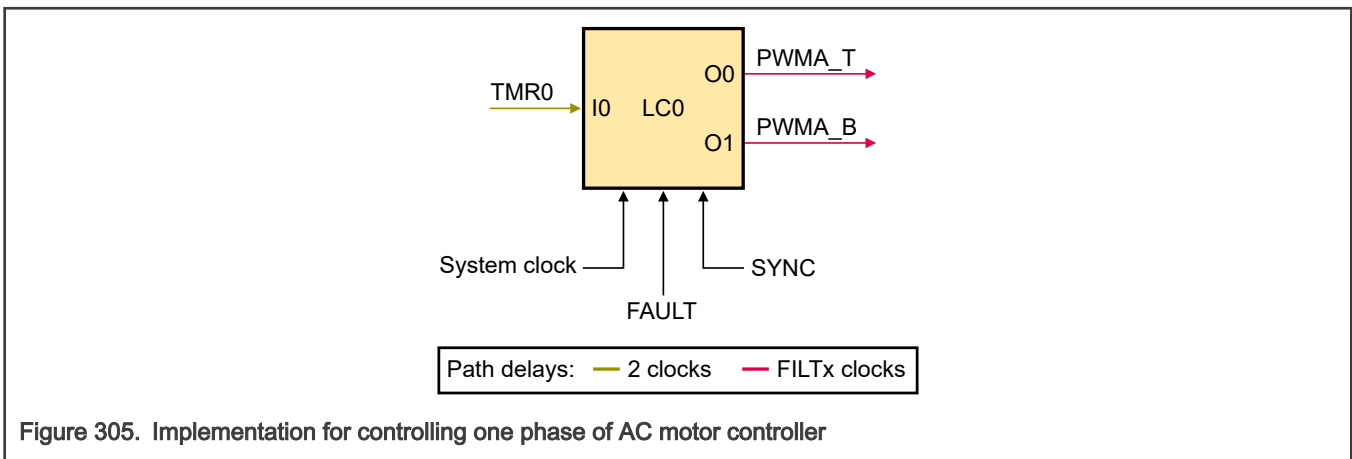 PWMA_T
O0
TMR0
I0 LC0
PWMA_B
O1
System clock
SYNC
FAULT
Path delays: 2 clocks FILTx clocks
Figure 305. Implementation for controlling one phase of AC motor controller